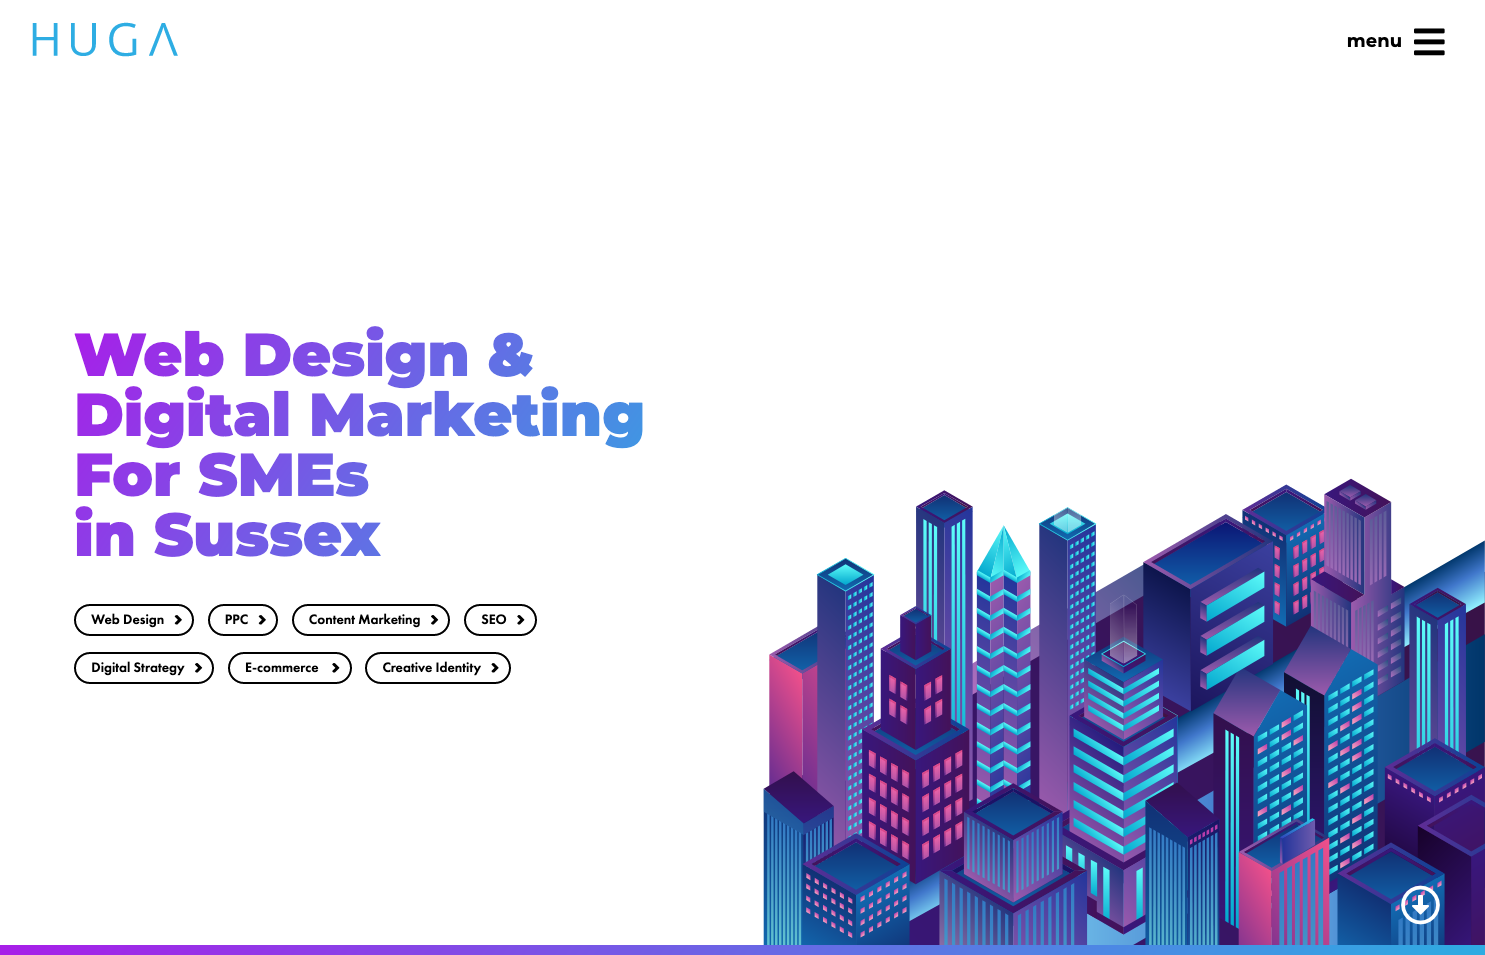 HUGA
menu
Web Design &
Digital Marketing
For SMEs
in Sussex
Web Design
PPC
Content Marketing
SEO
Digital Strategy
E-commerce
Creative Identity